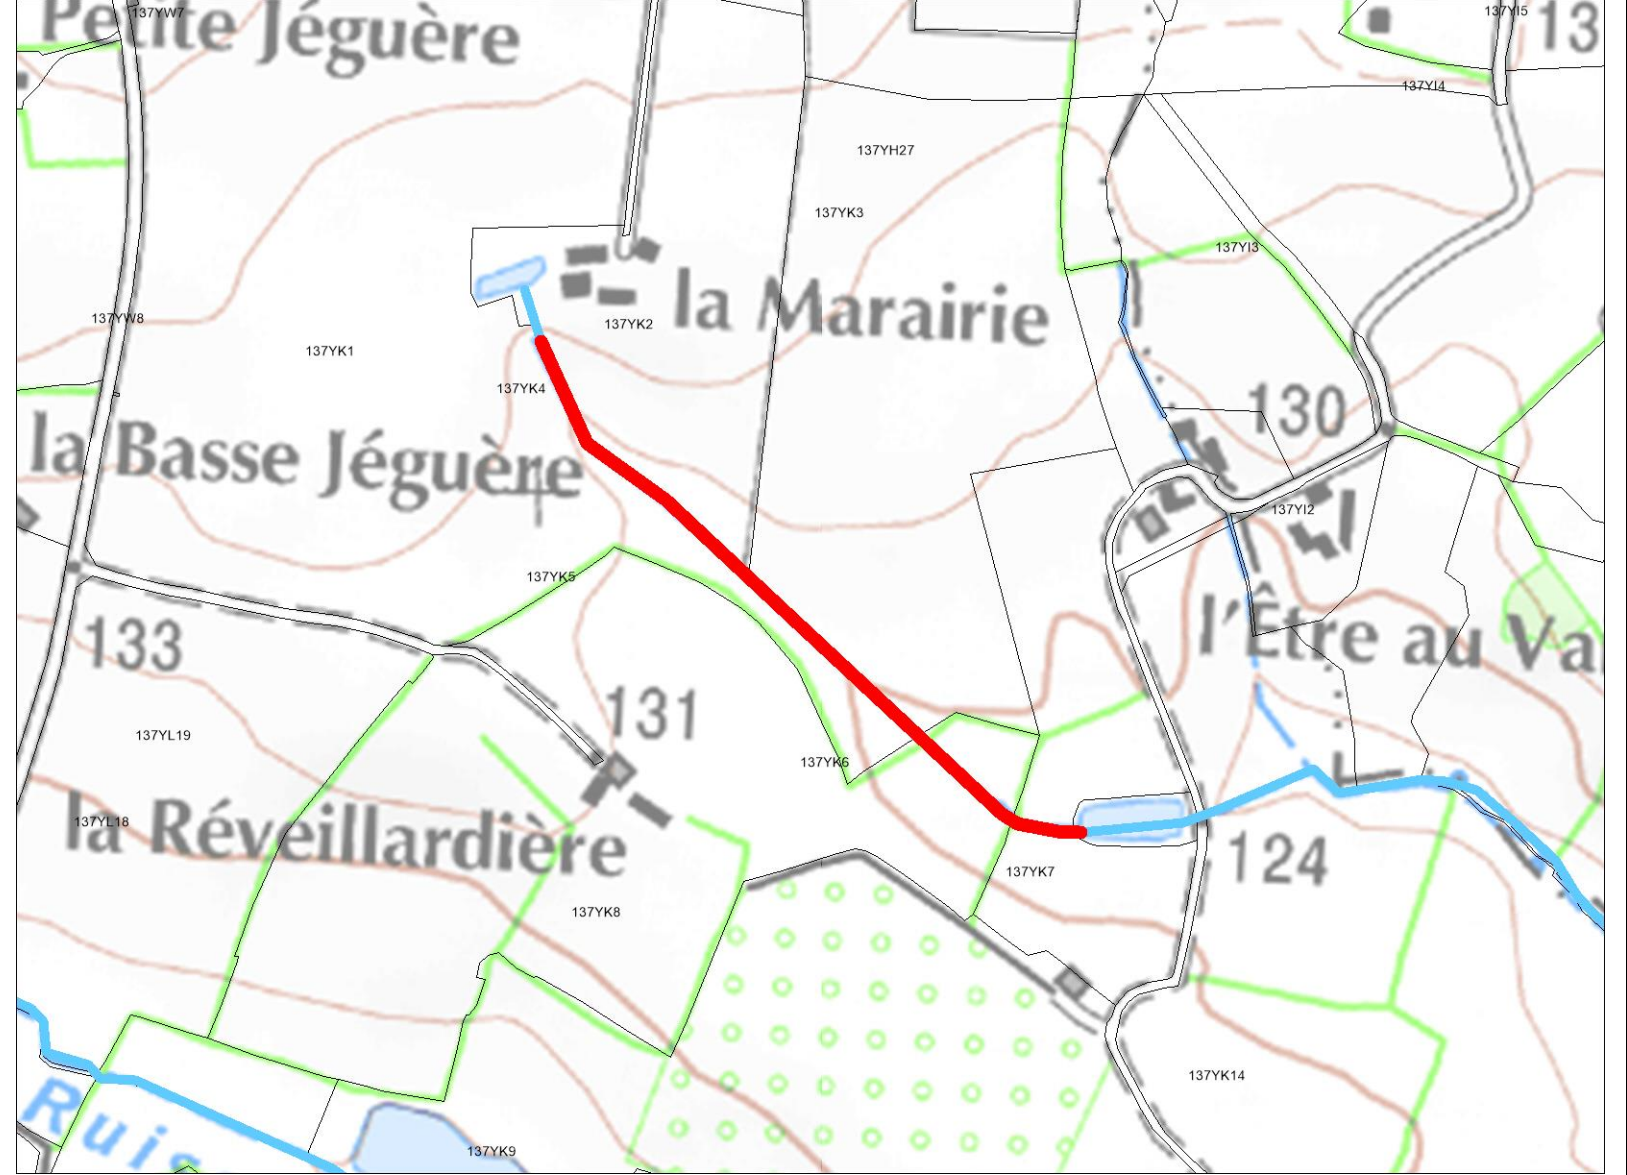 137YW7
Petite Jéguère
137YI5
13
137YI4
137YH27
137YK3
137YI3
137YW8
137YK1
137YK2
la Marairie
137YK4
130
la Basse Jéguère
137YI2
137YK5
133
l'Être au Va
131
137YL19
137YK6
137YL18
la Réveillardière
124
137YK7
137YK8
137YK14
Ruis
137YK9